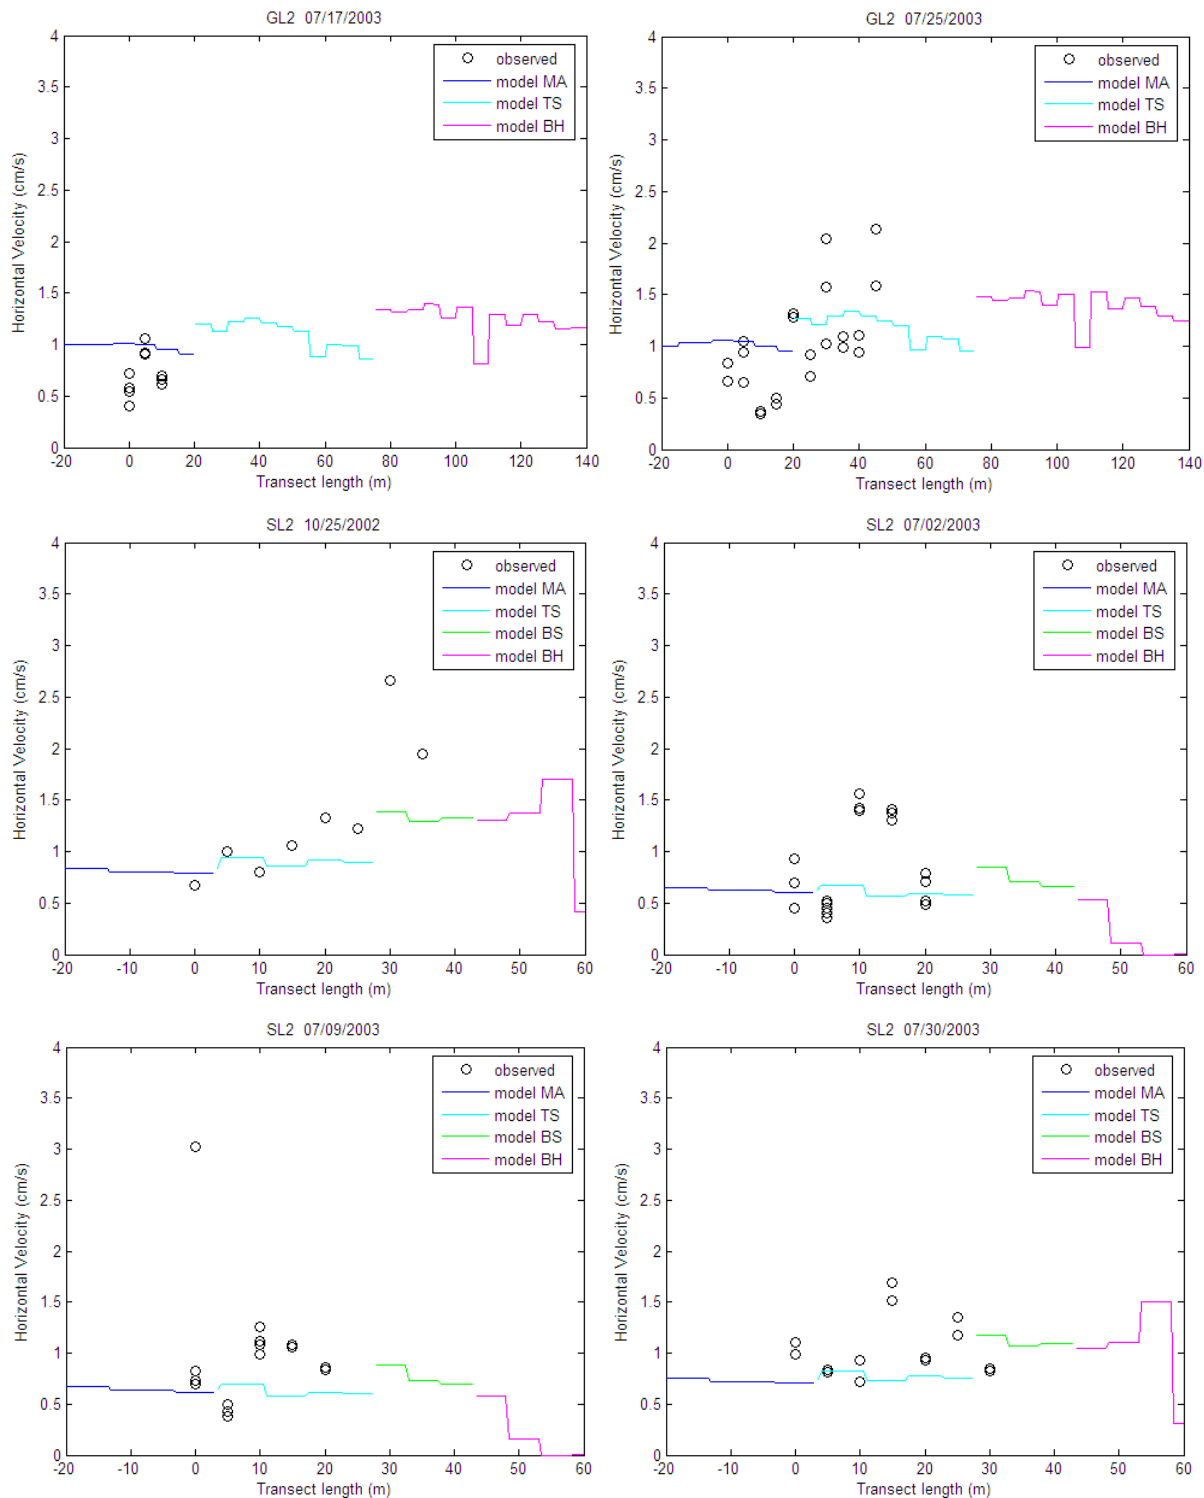 GL2 07/17/2003
4
3.5
3
2.5
2
1.5
1
0.5
0
Horizontal Velocity (cm/s)
observed
model MA
model TS
model BH
-20 0 20 40 60 80 100 120 140
Transect length (m)
GL2 07/25/2003
4
3.5
3
2.5
2
1.5
1
0.5
0
Horizontal Velocity (cm/s)
observed
model MA
model TS
model BH
-20 0 20 40 60 80 100 120 140
Transect length (m)
SL2 10/25/2002
4
3.5
3
2.5
2
1.5
1
0.5
0
Horizontal Velocity (cm/s)
observed
model MA
model TS
model BS
model BH
-20 -10 0 10 20 30 40 50 60
Transect length (m)
SL2 07/02/2003
4
3.5
3
2.5
2
1.5
1
0.5
0
Horizontal Velocity (cm/s)
observed
model MA
model TS
model BS
model BH
-20 -10 0 10 20 30 40 50 60
Transect length (m)
SL2 07/09/2003
4
3.5
3
2.5
2
1.5
1
0.5
0
Horizontal Velocity (cm/s)
observed
model MA
model TS
model BS
model BH
-20 -10 0 10 20 30 40 50 60
Transect length (m)
SL2 07/30/2003
4
3.5
3
2.5
2
1.5
1
0.5
0
Horizontal Velocity (cm/s)
observed
model MA
model TS
model BS
model BH
-20 -10 0 10 20 30 40 50 60
Transect length (m)